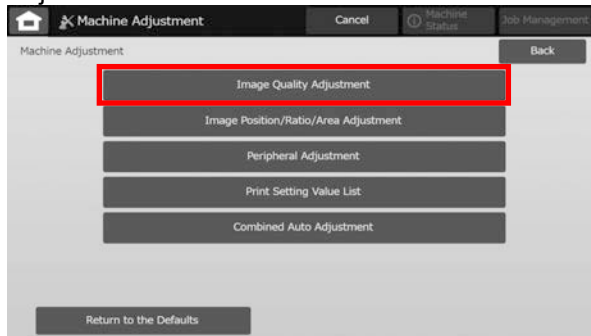 Machine Adjustment
Cancel
Machine Status
Job Management
Machine Adjustment
Back
Image Quality Adjustment
Image Position/Ratio/Area Adjustment
Peripheral Adjustment
Print Setting Value List
Combined Auto Adjustment
Return to the Defaults